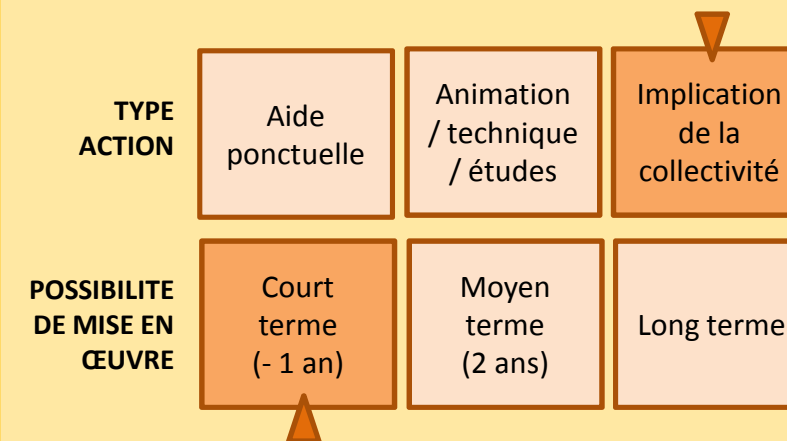 TYPE
ACTION
Aide
ponctuelle
Animation
/ technique
/ études
Implication
de la
collectivité
POSSIBILITE
DE MISE EN
ŒUVRE
Court
terme
(- 1 an)
Moyen
terme
(2 ans)
Long terme